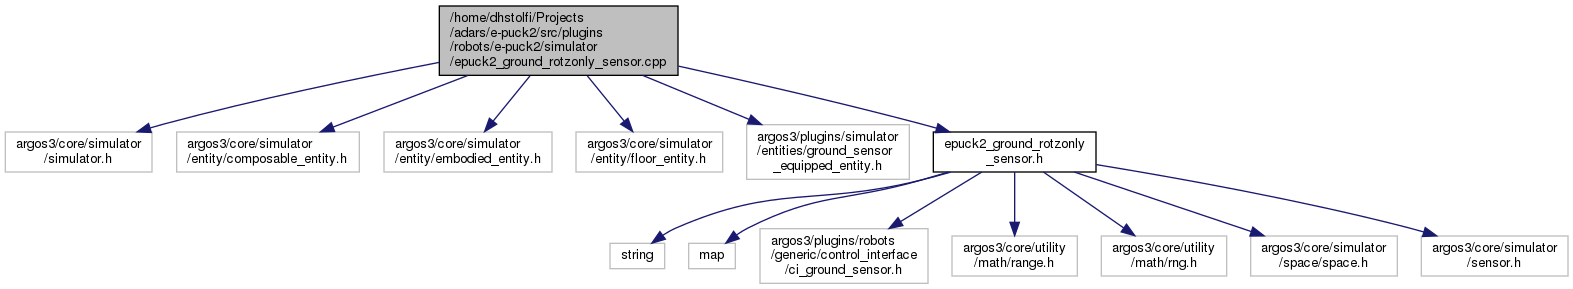 /home/dhstolfi/Projects
/adars/e-puck2/src/plugins
/robots/e-puck2/simulator
/epuck2_ground_rotzonly_sensor.cpp
argos3/core/simulator
/simulator.h
argos3/core/simulator
/entity/composable_entity.h
argos3/core/simulator
/entity/embodied_entity.h
argos3/core/simulator
/entity/floor_entity.h
argos3/plugins/simulator
/entities/ground_sensor
_equipped_entity.h
epuck2_ground_rotzonly
_sensor.h
string
map
argos3/plugins/robots
/generic/control_interface
/ci_ground_sensor.h
argos3/core/utility
/math/range.h
argos3/core/utility
/math/rng.h
argos3/core/simulator
/space/space.h
argos3/core/simulator
/sensor.h